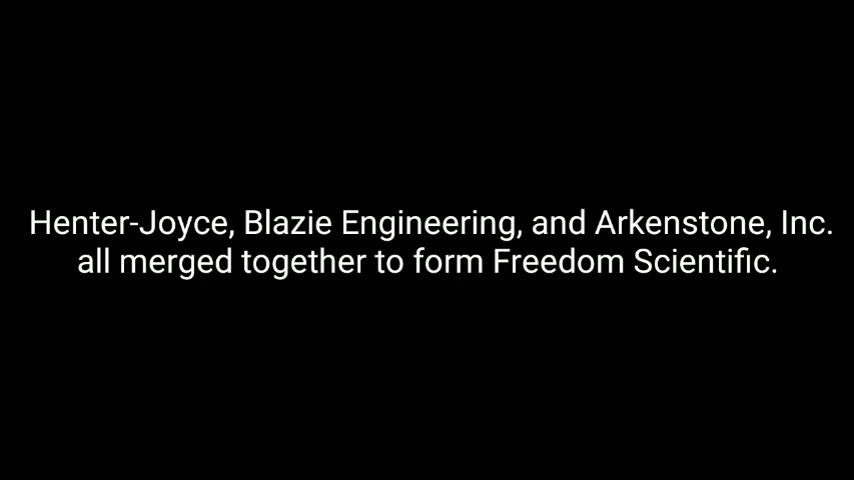 Henter-Joyce, Blazie Engineering, and Arkenstone, Inc.
all merged together to form Freedom Scientific.